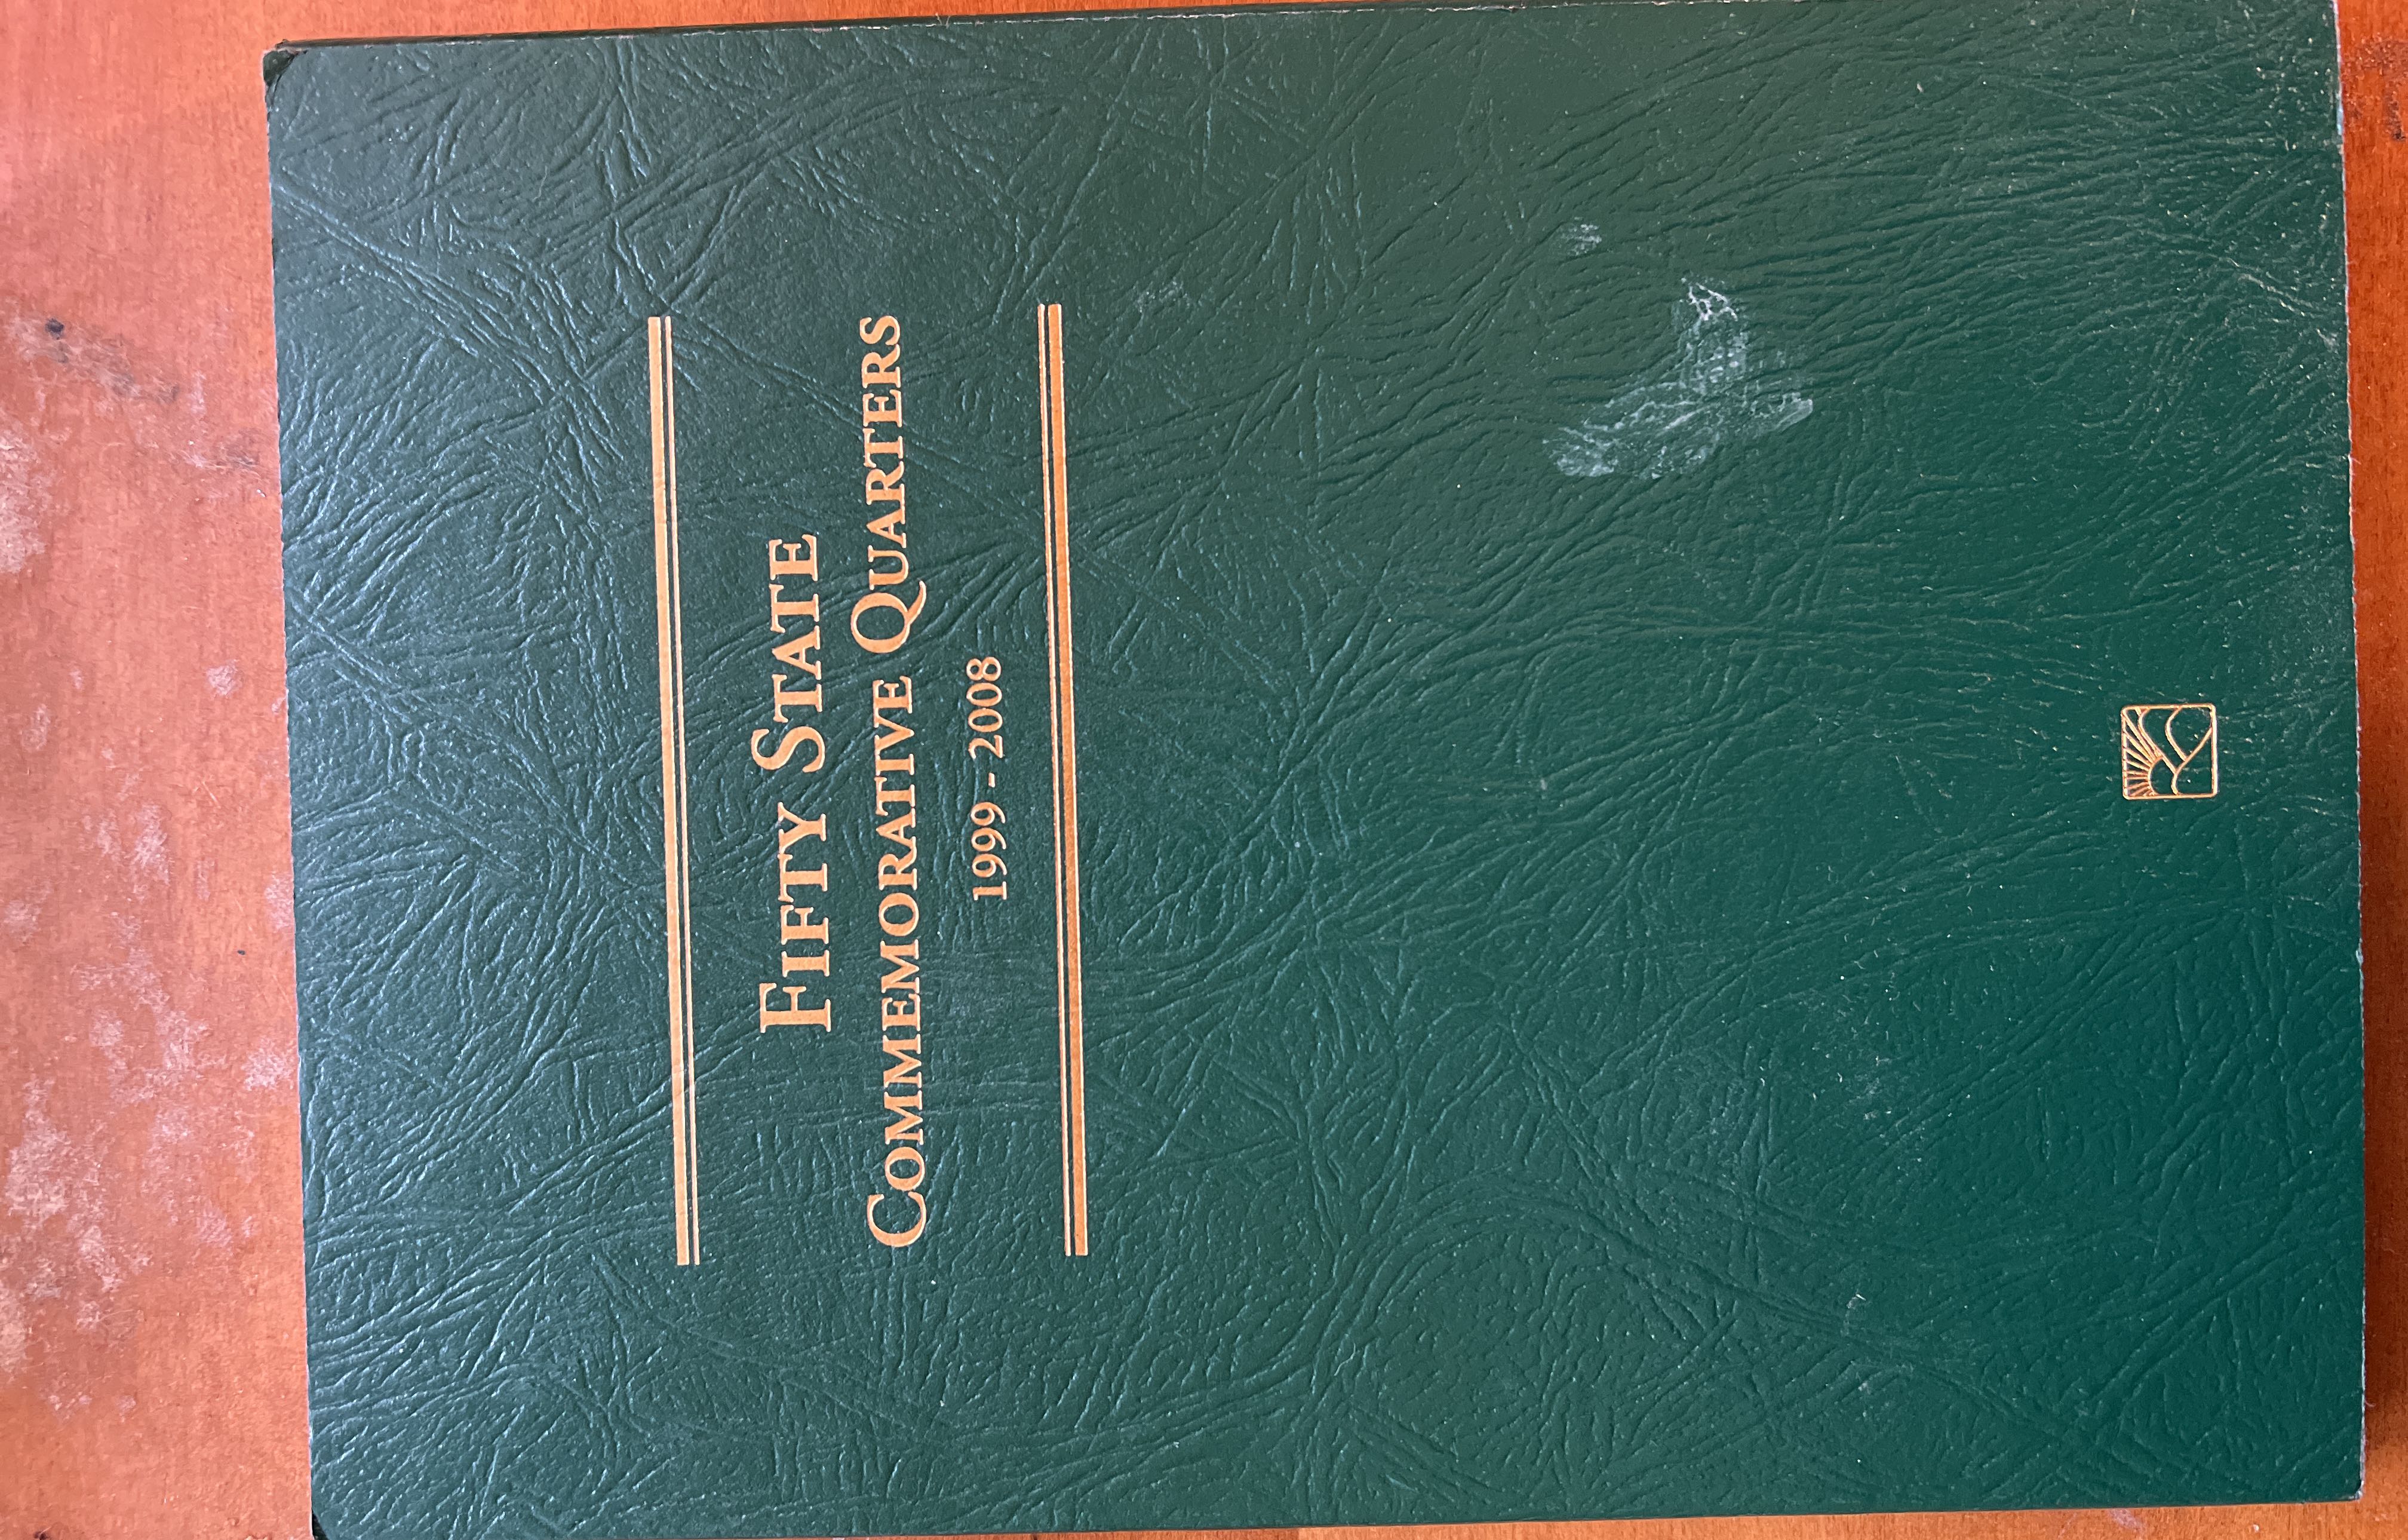 FIFTY STATE
COMMEMORATIVE QUARTERS
1999 - 2008